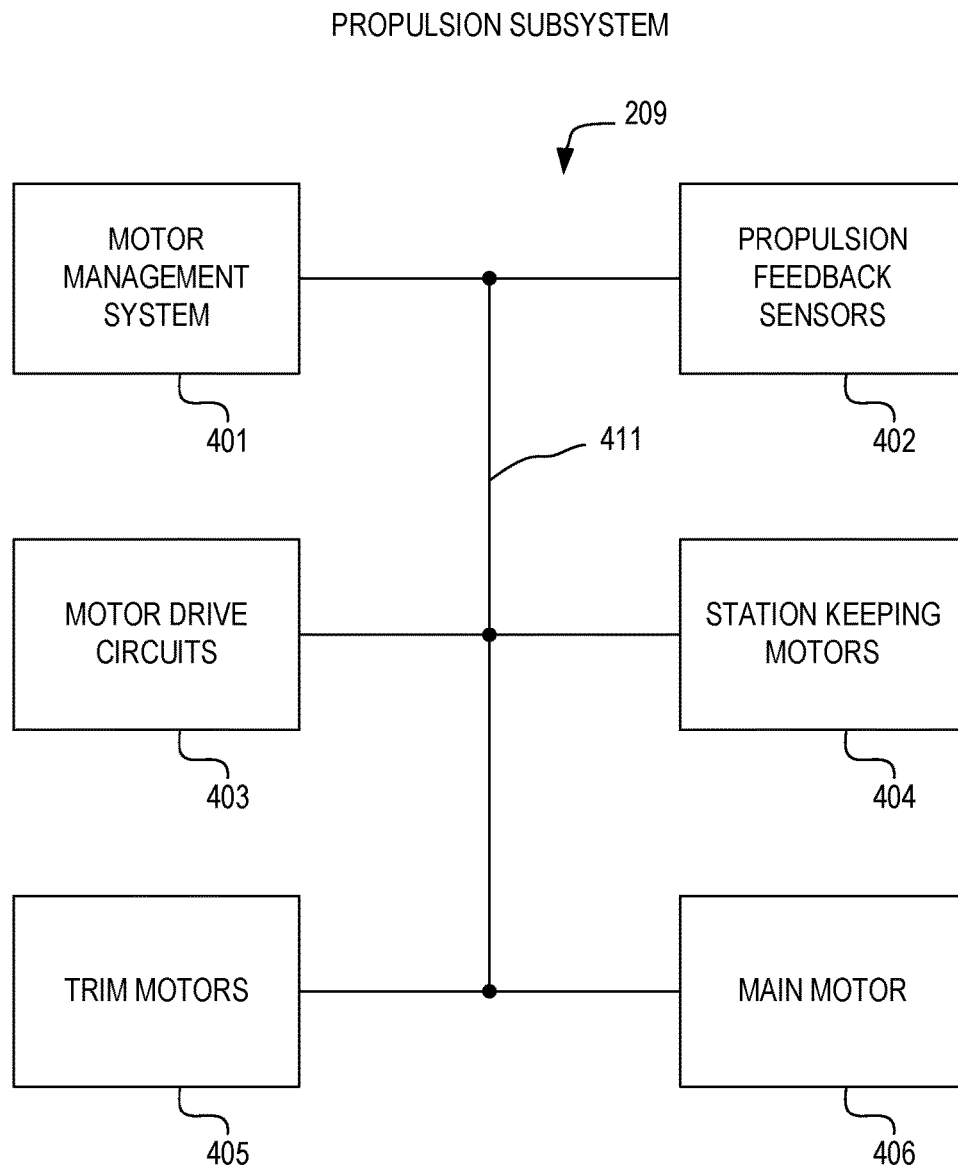 PROPULSION SUBSYSTEM
209
MOTOR
MANAGEMENT
SYSTEM
401
PROPULSION
FEEDBACK
SENSORS
402
411
MOTOR DRIVE
CIRCUITS
403
STATION KEEPING
MOTORS
404
TRIM MOTORS
405
MAIN MOTOR
406